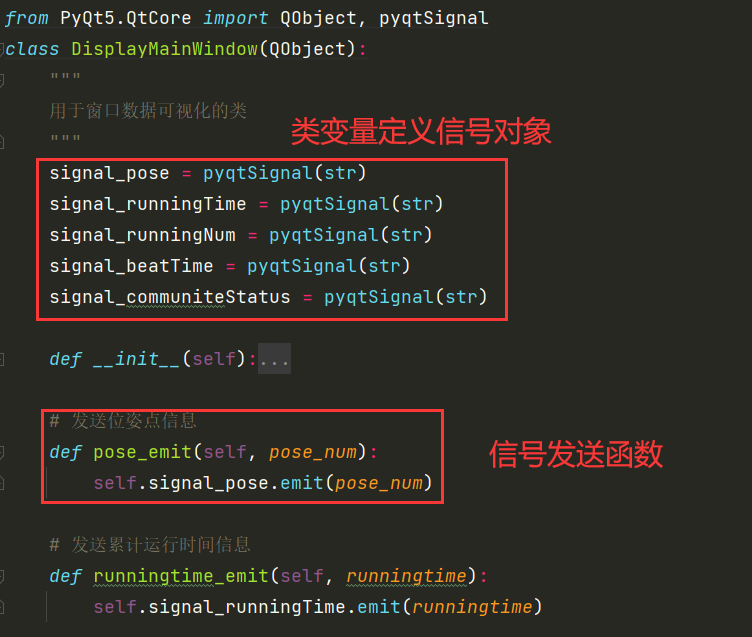 from PyQt5.QtCore import QObject, pyqtSignal
class DisplayMainWindow(QObject):
"""
用于窗口数据可视化的类
"""
类变量定义信号对象
signal_pose = pyqtSignal(str)
signal_runningTime = pyqtSignal(str)
signal_runningNum = pyqtSignal(str)
signal_beatTime = pyqtSignal(str)
signal_communiteStatus = pyqtSignal(str)
def __init__(self):...
# 发送位姿点信息
def pose_emit(self, pose_num):
self.signal_pose.emit(pose_num)
信号发送函数
# 发送累计运行时间信息
def runningtime_emit(self, runningtime):
self.signal_runningTime.emit(runningtime)